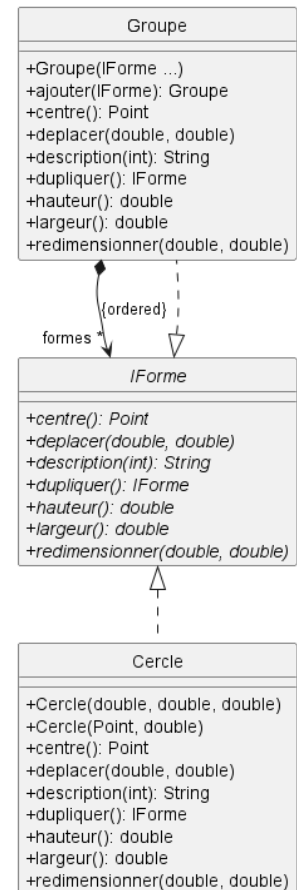 Groupe
+Groupe(IForme ...)
+ajouter(IForme): Groupe
+centre(): Point
+deplacer(double, double)
+description(int): String
+dupliquer(): IForme
+hauteur(): double
+largeur(): double
+redimensionner(double, double)
{ordered}
formes *
IForme
+centre(): Point
+deplacer(double, double)
+description(int): String
+dupliquer(): IForme
+hauteur(): double
+largeur(): double
+redimensionner(double, double)
Cercle
+Cercle(double, double, double)
+Cercle(Point, double)
+centre(): Point
+deplacer(double, double)
+description(int): String
+dupliquer(): IForme
+hauteur(): double
+largeur(): double
+redimensionner(double, double)